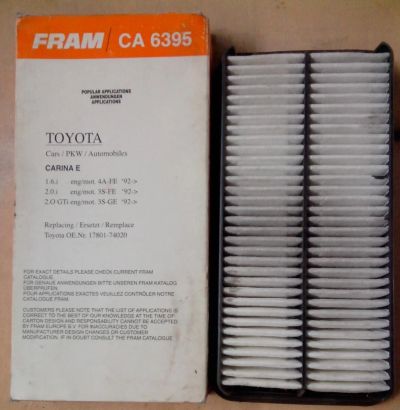 FRAM / CA 6395
POPULAR APPLICATIONS
ANWENDUNGEN
APPLICATIONS
TOYOTA
Cars / PKW / Automobiles
CARINA E
1.6.i eng/mot. 4A-FE '92->
2.0.i eng/mot. 3S-FE '92->
2.O GTi eng/mot. 3S-GE '92->
Replacing / Ersetzt / Remplace
Toyota OE.Nr. 17801-74020
FOR EXACT DETAILS PLEASE CHECK CURRENT FRAM
CATALOGUE.
FÜR GENAUE ANWENDUNGEN BITTE UNSEREN FRAM KATALOG
ÜBERPRÜFEN.
POUR APPLICATIONS EXACTES VEUILLEZ CONTRÔLER NOTRE
CATALOGUE FRAM.
CUSTOMERS PLEASE NOTE THAT THE LIST OF APPLICATIONS IS
CORRECT TO THE BEST OF OUR KNOWLEDGE AT THE TIME OF
CARTON DESIGN AND RESPONSABILITY CANNOT BE ACCEPTED
BY FRAM EUROPE B.V. FOR INACCURACIES DUE TO
MANUFACTURER DESIGN CHANGES OR CUSTOMER
MODIFICATION. IF IN DOUBT CONSULT THE FRAM CATALOGUE